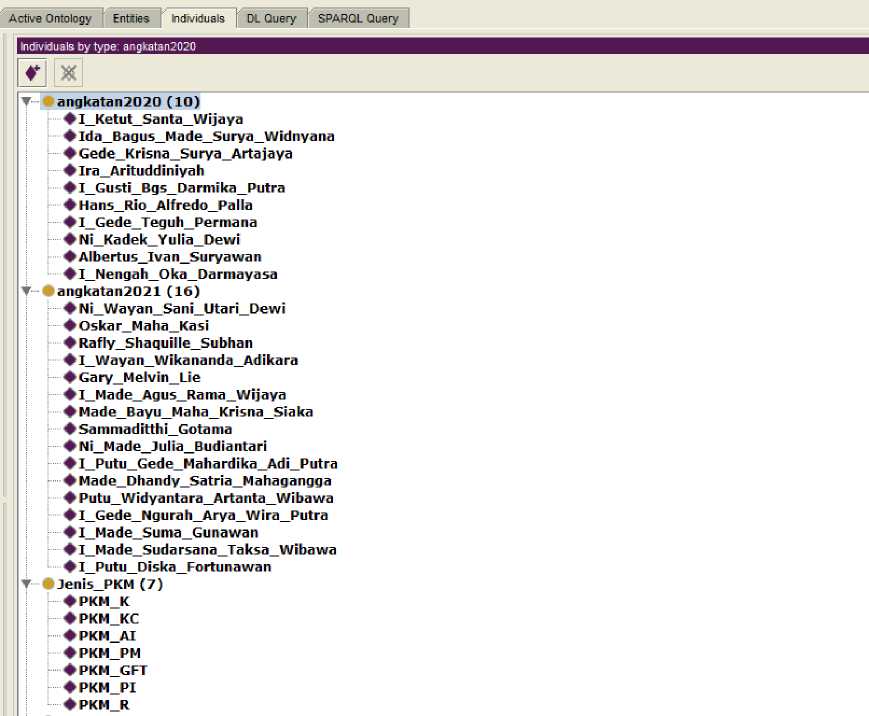 Active Ontology Entities Individuals DL Query SPARQL Query
Individuals by type: angkatan2020
angkatan2020 (10)
I_Ketut_Santa_Wijaya
Ida_Bagus_Made_Surya_Widnyana
Gede_Krisna_Surya_Artajaya
Ira_Arituddiniyah
I_Gusti_Bgs_Darmika_Putra
Hans_Rio_Alfredo_Palla
I_Gede_Teguh_Permana
Ni_Kadek_Yulia_Dewi
Albertus_Ivan_Suryawan
I_Nengah_Oka_Darmayasa
angkatan2021 (16)
Ni_Wayan_Sani_Utari_Dewi
Oskar_Maha_Kasi
Rafly_Shaquille_Subhan
I_Wayan_Wikananda_Adikara
Gary_Melvin_Lie
I_Made_Agus_Rama_Wijaya
Made_Bayu_Maha_Krisna_Siaka
Sammaditthi_Gotama
Ni_Made_Julia_Budiantari
I_Putu_Gede_Mahardika_Adi_Putra
Made_Dhandy_Satria_Mahagangga
Putu_Widyantara_Artanta_Wibawa
I_Gede_Ngurah_Arya_Wira_Putra
I_Made_Suma_Gunawan
I_Made_Sudarsana_Taksa_Wibawa
I_Putu_Diska_Fortunawan
Jenis_PKM (7)
PKM_K
PKM_KC
PKM_AI
PKM_PM
PKM_GFT
PKM_PI
PKM_R